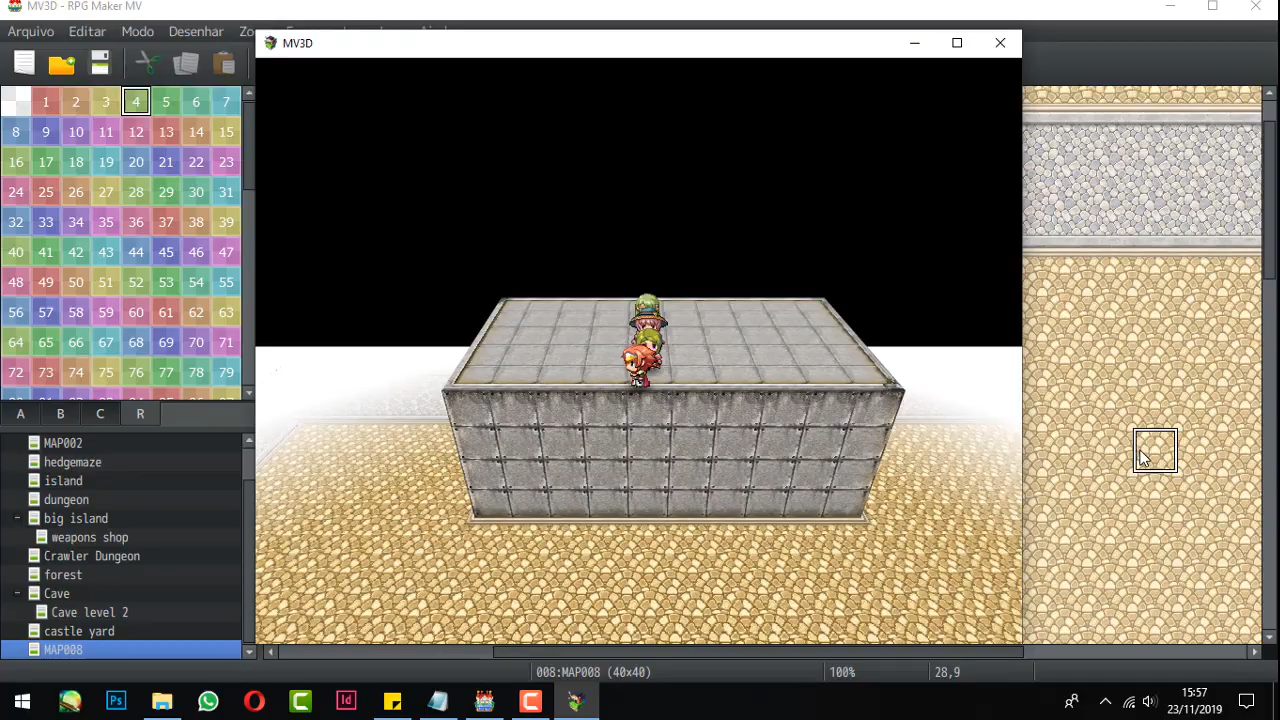 MV3D - RPG Maker MV
Arquivo Editar Modo Desenhar Zo
MV3D
1 2 3 4 5 6 7
8 9 10 11 12 13 14 15
16 17 18 19 20 21 22 23
24 25 26 27 28 29 30 31
32 33 34 35 36 37 38 39
40 41 42 43 44 45 46 47
48 49 50 51 52 53 54 55
56 57 58 59 60 61 62 63
64 65 66 67 68 69 70 71
72 73 74 75 76 77 78 79
A B C R
MAP002
hedgemaze
island
dungeon
big island
weapons shop
Crawler Dungeon
forest
Cave
Cave level 2
castle yard
MAP008
008:MAP008 (40x40) 100% 28,9
Ps Id C C
15:57
23/11/2019